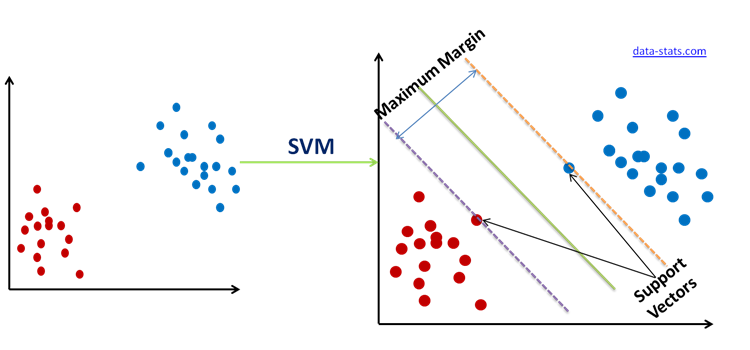 data-stats.com
Maximum Margin
SVM
Support
Vectors